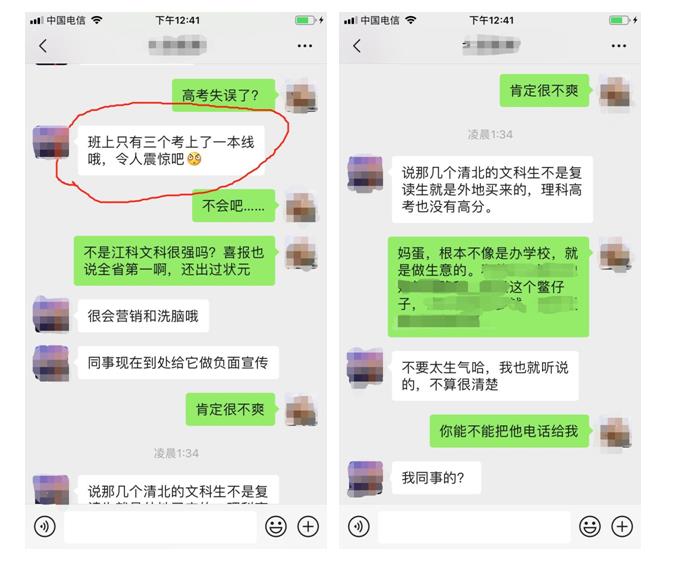 中国电信
下午12:41
高考失误了？
班上只有三个考上了一本线
哦，令人震惊吧
不会吧......
不是江科文科很强吗？喜报也
说全省第一啊，还出过状元
很会营销和洗脑哦
同事现在到处给它做负面宣传
肯定很不爽
凌晨1:34
说那几个清北的文科生不是复
中国电信
下午12:41
肯定很不爽
凌晨1:34
说那几个清北的文科生不是复
读生就是外地买来的，理科高
考也没有高分。
妈蛋，根本不像是办学校，就
是做生意的。
这个鳖仔
子，
不要太生气哈，我也就听说
的，不算很清楚
你能不能把他电话给我
我同事的？